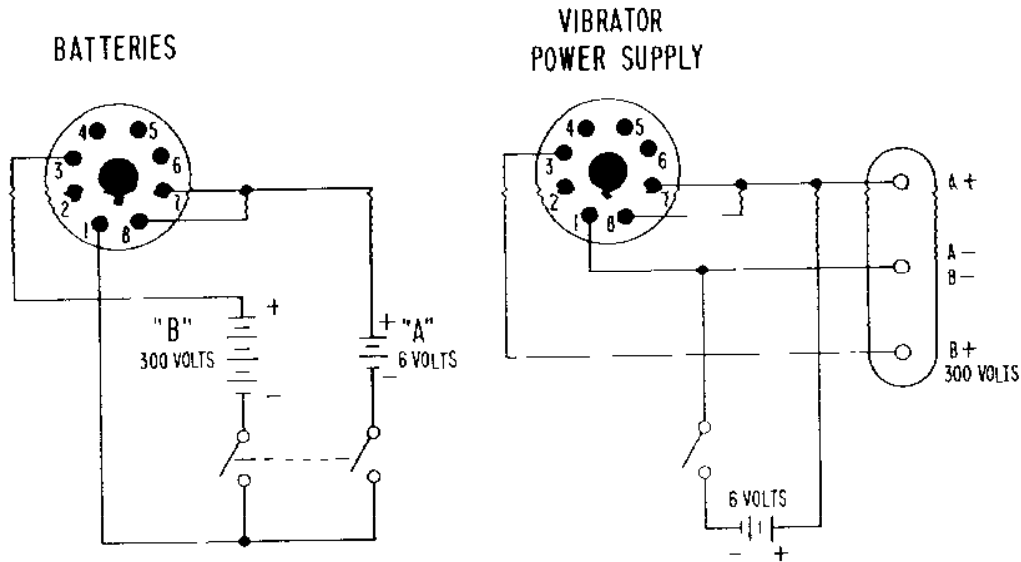 BATTERIES
4
5
3
6
2
7
1
8
+
"B"
300 VOLTS
-
+
"A"
6 VOLTS
-
VIBRATOR
POWER SUPPLY
4
5
3
6
2
7
1
8
A+
A-
B-
B+
300 VOLTS
6 VOLTS
- +